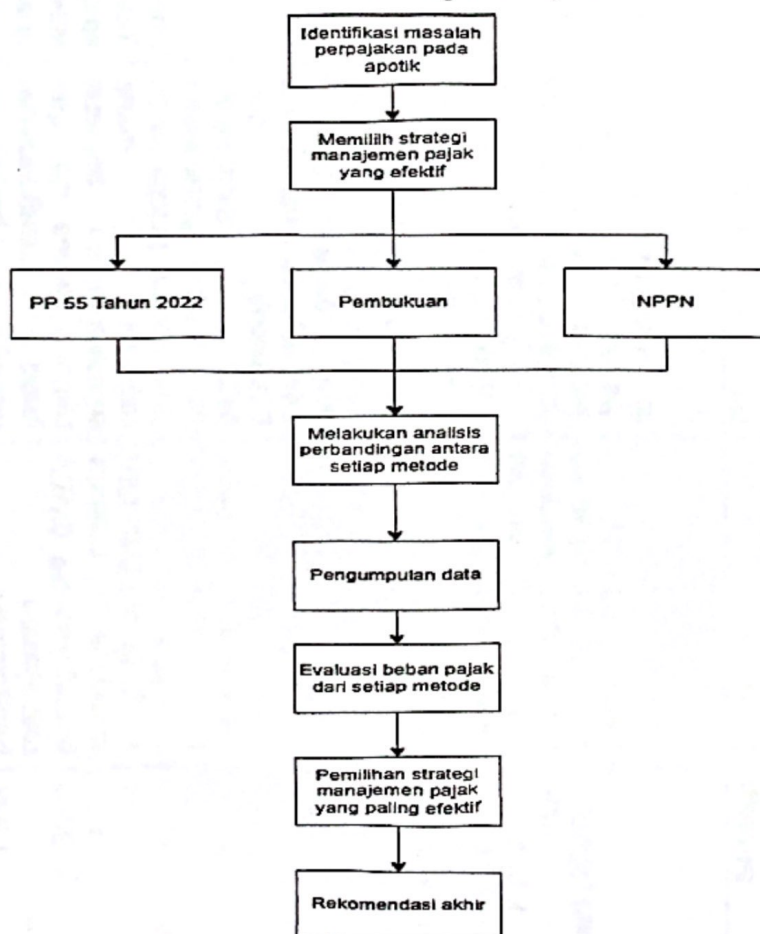 Identifikasi masalah
perpajakan pada
apotik
Memilih strategi
manajemen pajak
yang efektif
PP 55 Tahun 2022
Pembukuan
NPPN
Melakukan analisis
perbandingan antara
setiap metode
Pengumpulan data
Evaluasi beban pajak
dari setiap metode
Pemilihan strategi
manajemen pajak
yang paling efektif
Rekomendasi akhir